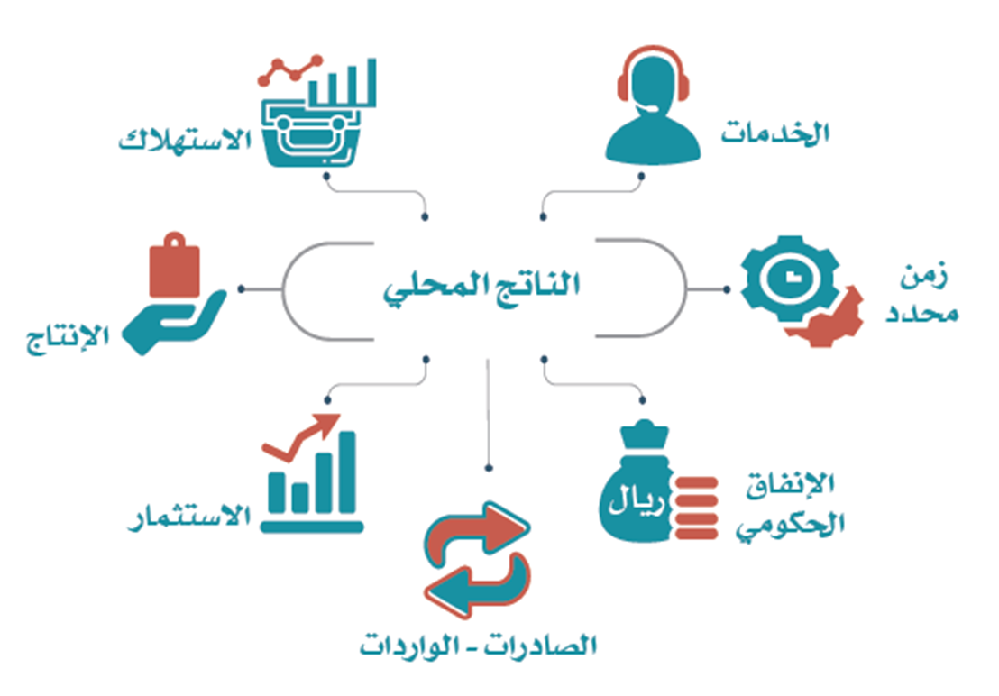 الخدمات
الاستهلاك
زمن
محدد
الناتج المحلي
الإنتاج
الإنفاق
الحكومي
ريال
الاستثمار
الصادرات - الواردات